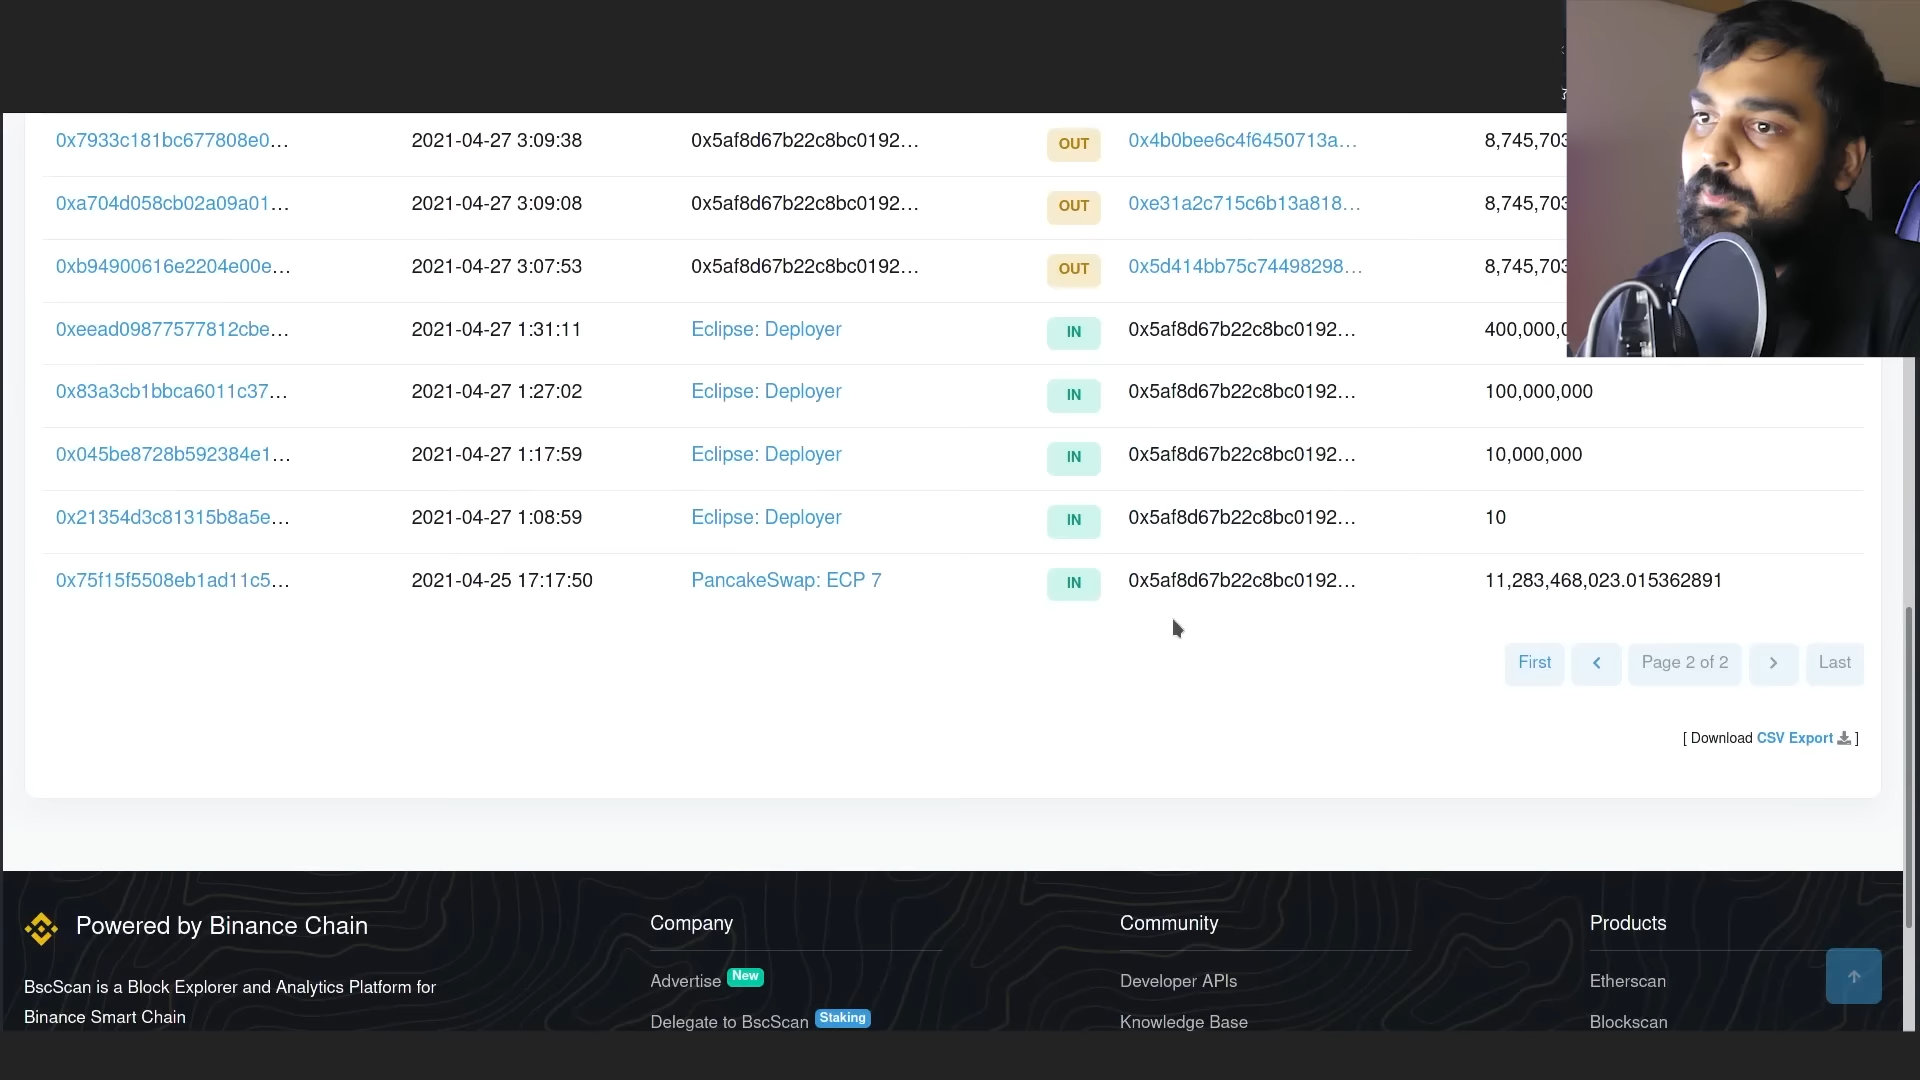 0x7933c181bc677808e0... 2021-04-27 3:09:38 0x5af8d67b22c8bc0192... OUT 0x4b0bee6c4f6450713a... 8,745,703
0xa704d058cb02a09a01... 2021-04-27 3:09:08 0x5af8d67b22c8bc0192... OUT 0xe31a2c715c6b13a818... 8,745,703
0xb94900616e2204e00e... 2021-04-27 3:07:53 0x5af8d67b22c8bc0192... OUT 0x5d414bb75c74498298... 8,745,703
0xeead09877577812cbe... 2021-04-27 1:31:11 Eclipse: Deployer IN 0x5af8d67b22c8bc0192... 400,000,0
0x83a3cb1bbca6011c37... 2021-04-27 1:27:02 Eclipse: Deployer IN 0x5af8d67b22c8bc0192... 100,000,000
0x045be8728b592384e1... 2021-04-27 1:17:59 Eclipse: Deployer IN 0x5af8d67b22c8bc0192... 10,000,000
0x21354d3c81315b8a5e... 2021-04-27 1:08:59 Eclipse: Deployer IN 0x5af8d67b22c8bc0192... 10
0x75f15f5508eb1ad11c5... 2021-04-25 17:17:50 PancakeSwap: ECP 7 IN 0x5af8d67b22c8bc0192... 11,283,468,023.015362891
First < Page 2 of 2 > Last
[ Download CSV Export ]
Powered by Binance Chain
BscScan is a Block Explorer and Analytics Platform for
Binance Smart Chain
Company
Advertise New
Delegate to BscScan Staking
Community
Developer APIs
Knowledge Base
Products
Etherscan
Blockscan